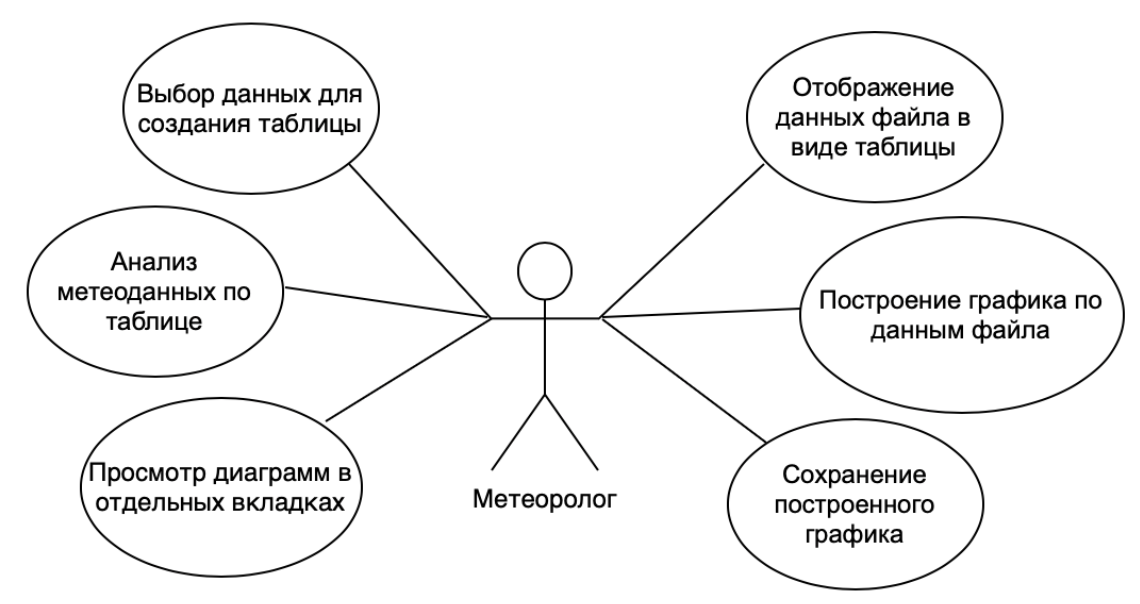 Выбор данных для
создания таблицы
Отображение
данных файла в
виде таблицы
Анализ
метеоданных по
таблице
Построение графика по
данным файла
Просмотр диаграмм в
отдельных вкладках
Сохранение
построенного
графика
Метеоролог